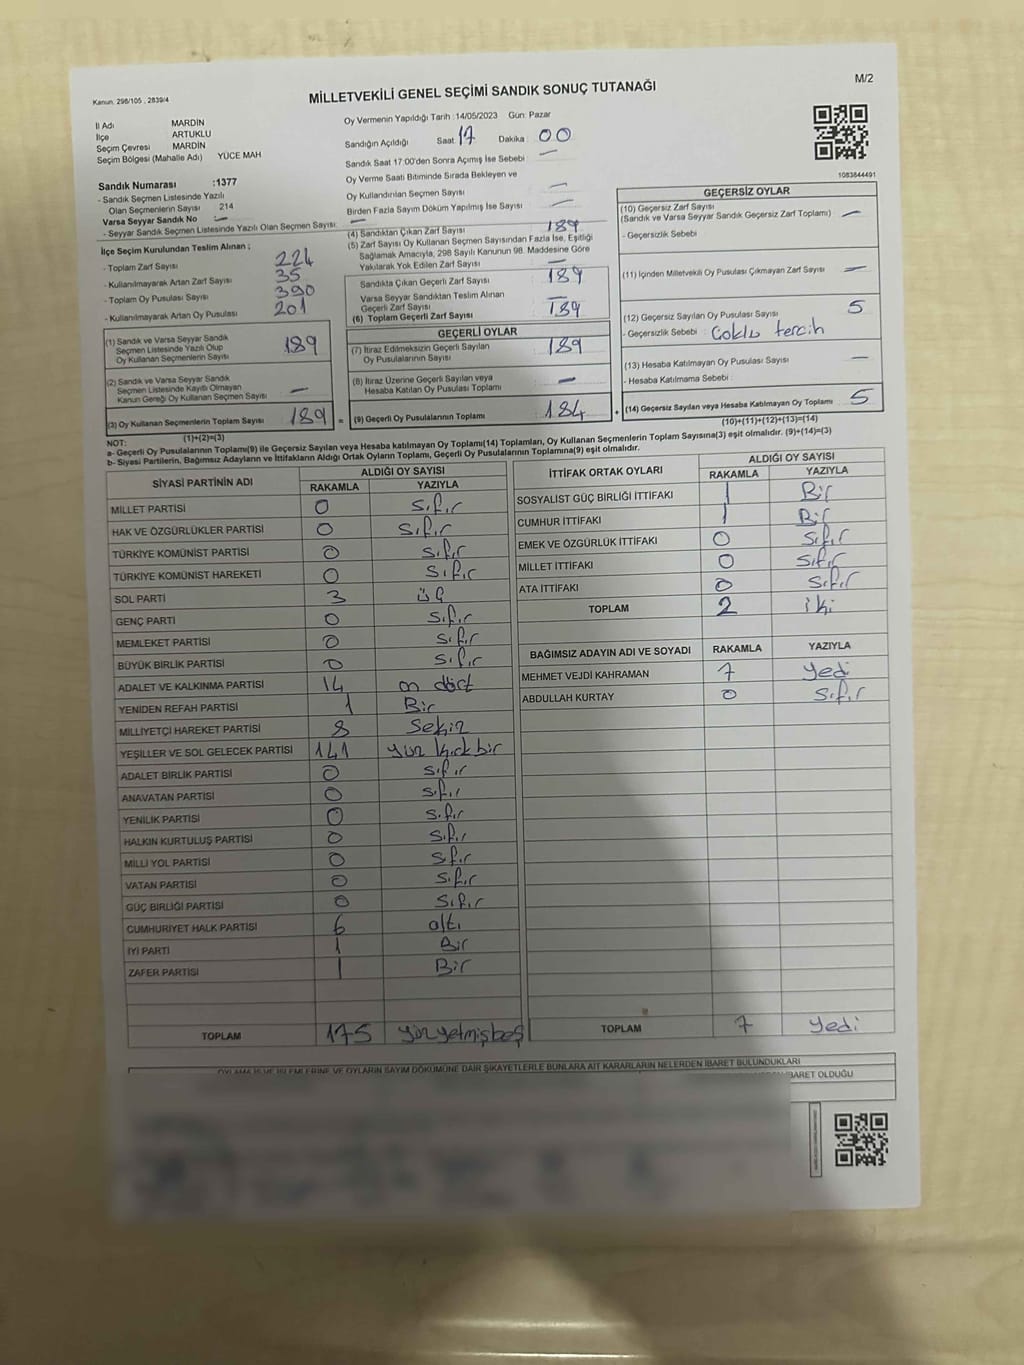 M/2
Kanun. 298/105 , 2839/4
MİLLETVEKİLİ GENEL SEÇİMİ SANDIK SONUÇ TUTANAĞI
İl Adı MARDİN
İlçe ARTUKLU
Seçim Çevresi MARDİN
Seçim Bölgesi (Mahalle Adı) YÜCE MAH
Oy Vermenin Yapıldığı Tarih :14/05/2023 Gün: Pazar
Sandığın Açıldığı Saat : 17 Dakika : 00
Sandık Saat 17:00'den Sonra Açımış İse Sebebi : —
Oy Verme Saati Bitiminde Sırada Bekleyen ve
Oy Kullandırılan Seçmen Sayısı : —
Birden Fazla Sayım Döküm Yapılmış İse Sayısı : —
1083844491
Sandık Numarası :1377
- Sandık Seçmen Listesinde Yazılı
Olan Seçmenlerin Sayısı : 214
Varsa Seyyar Sandık No : —
- Seyyar Sandık Seçmen Listesinde Yazılı Olan Seçmen Sayısı: —
İlçe Seçim Kurulundan Teslim Alınan ;
- Toplam Zarf Sayısı : 224
- Kullanılmayarak Artan Zarf Sayısı : 35
- Toplam Oy Pusulası Sayısı : 390
- Kullanılmayarak Artan Oy Pusulası : 201
(1) Sandık ve Varsa Seyyar Sandık
Seçmen Listesinde Yazılı Olup
Oy Kullanan Seçmenlerin Sayısı : 189
(2) Sandık ve Varsa Seyyar Sandık
Seçmen Listesinde Kayıtlı Olmayan
Kanun Gereği Oy Kullanan Seçmen Sayısı : —
(3) Oy Kullanan Seçmenlerin Toplam Sayısı : 189 =
(1)+(2)=(3)
(4) Sandıktan Çıkan Zarf Sayısı : 189
(5) Zarf Sayısı Oy Kullanan Seçmen Sayısından Fazla İse, Eşitliği
Sağlamak Amacıyla, 298 Sayılı Kanunun 98. Maddesine Göre
Yakılarak Yok Edilen Zarf Sayısı : —
Sandıkta Çıkan Geçerli Zarf Sayısı : 189
Varsa Seyyar Sandıktan Teslim Alınan
Geçerli Zarf Sayısı : —
(6) Toplam Geçerli Zarf Sayısı : 189
GEÇERLİ OYLAR
(7) İtiraz Edilmeksizin Geçerli Sayılan
Oy Pusulalarının Sayısı : 189
(8) İtiraz Üzerine Geçerli Sayılan veya
Hesaba Katılan Oy Pusulası Toplamı : —
(9) Geçerli Oy Pusulalarının Toplamı : 184 +
GEÇERSİZ OYLAR
(10) Geçersiz Zarf Sayısı
(Sandık ve Varsa Seyyar Sandık Geçersiz Zarf Toplamı) : —
- Geçersizlik Sebebi :
(11) İçinden Milletvekili Oy Pusulası Çıkmayan Zarf Sayısı : —
(12) Geçersiz Sayılan Oy Pusulası Sayısı : 5
- Geçersizlik Sebebi : Çoklu tercih
(13) Hesaba Katılmayan Oy Pusulası Sayısı : —
- Hesaba Katılmama Sebebi :
(14) Geçersiz Sayılan veya Hesaba Katılmayan Oy Toplamı : 5
(10)+(11)+(12)+(13)=(14)
NOT:
a- Geçerli Oy Pusulalarının Toplamı(9) ile Geçersiz Sayılan veya Hesaba katılmayan Oy Toplamı(14) Toplamları, Oy Kullanan Seçmenlerin Toplam Sayısına(3) eşit olmalıdır. (9)+(14)=(3)
b- Siyasi Partilerin, Bağımsız Adayların ve İttifakların Aldığı Ortak Oyların Toplamı, Geçerli Oy Pusulalarının Toplamına(9) eşit olmalıdır.
SİYASİ PARTİNİN ADI ALDIĞI OY SAYISI
RAKAMLA YAZIYLA
MİLLET PARTİSİ 0 sıfır
HAK VE ÖZGÜRLÜKLER PARTİSİ 0 sıfır
TÜRKİYE KOMÜNİST PARTİSİ 0 sıfır
TÜRKİYE KOMÜNİST HAREKETİ 0 sıfır
SOL PARTİ 3 üç
GENÇ PARTİ 0 sıfır
MEMLEKET PARTİSİ 0 sıfır
BÜYÜK BİRLİK PARTİSİ 0 sıfır
ADALET VE KALKINMA PARTİSİ 14 on dört
YENİDEN REFAH PARTİSİ 1 Bir
MİLLİYETÇİ HAREKET PARTİSİ 8 Sekiz
YEŞİLLER VE SOL GELECEK PARTİSİ 141 yüz kırk bir
ADALET BİRLİK PARTİSİ 0 sıfır
ANAVATAN PARTİSİ 0 sıfır
YENİLİK PARTİSİ 0 sıfır
HALKIN KURTULUŞ PARTİSİ 0 sıfır
MİLLİ YOL PARTİSİ 0 sıfır
VATAN PARTİSİ 0 sıfır
GÜÇ BİRLİĞİ PARTİSİ 0 sıfır
CUMHURİYET HALK PARTİSİ 6 altı
İYİ PARTİ 1 Bir
ZAFER PARTİSİ 1 Bir
TOPLAM 175 yüzyetmişbeş
İTTİFAK ORTAK OYLARI ALDIĞI OY SAYISI
RAKAMLA YAZIYLA
SOSYALİST GÜÇ BİRLİĞİ İTTİFAKI 1 Bir
CUMHUR İTTİFAKI 1 Bir
EMEK VE ÖZGÜRLÜK İTTİFAKI 0 sıfır
MİLLET İTTİFAKI 0 sıfır
ATA İTTİFAKI 0 sıfır
TOPLAM 2 iki
BAĞIMSIZ ADAYIN ADI VE SOYADI RAKAMLA YAZIYLA
MEHMET VEJDİ KAHRAMAN 7 yedi
ABDULLAH KURTAY 0 sıfır
TOPLAM 7 yedi
OYLAMA İŞ VE İŞLEMLERİNE VE OYLARIN SAYIM DÖKÜMÜNE DAİR ŞİKAYETLERLE BUNLARA AİT KARARLARIN NELERDEN İBARET BULUNDUKLARI
İBARET OLDUĞU